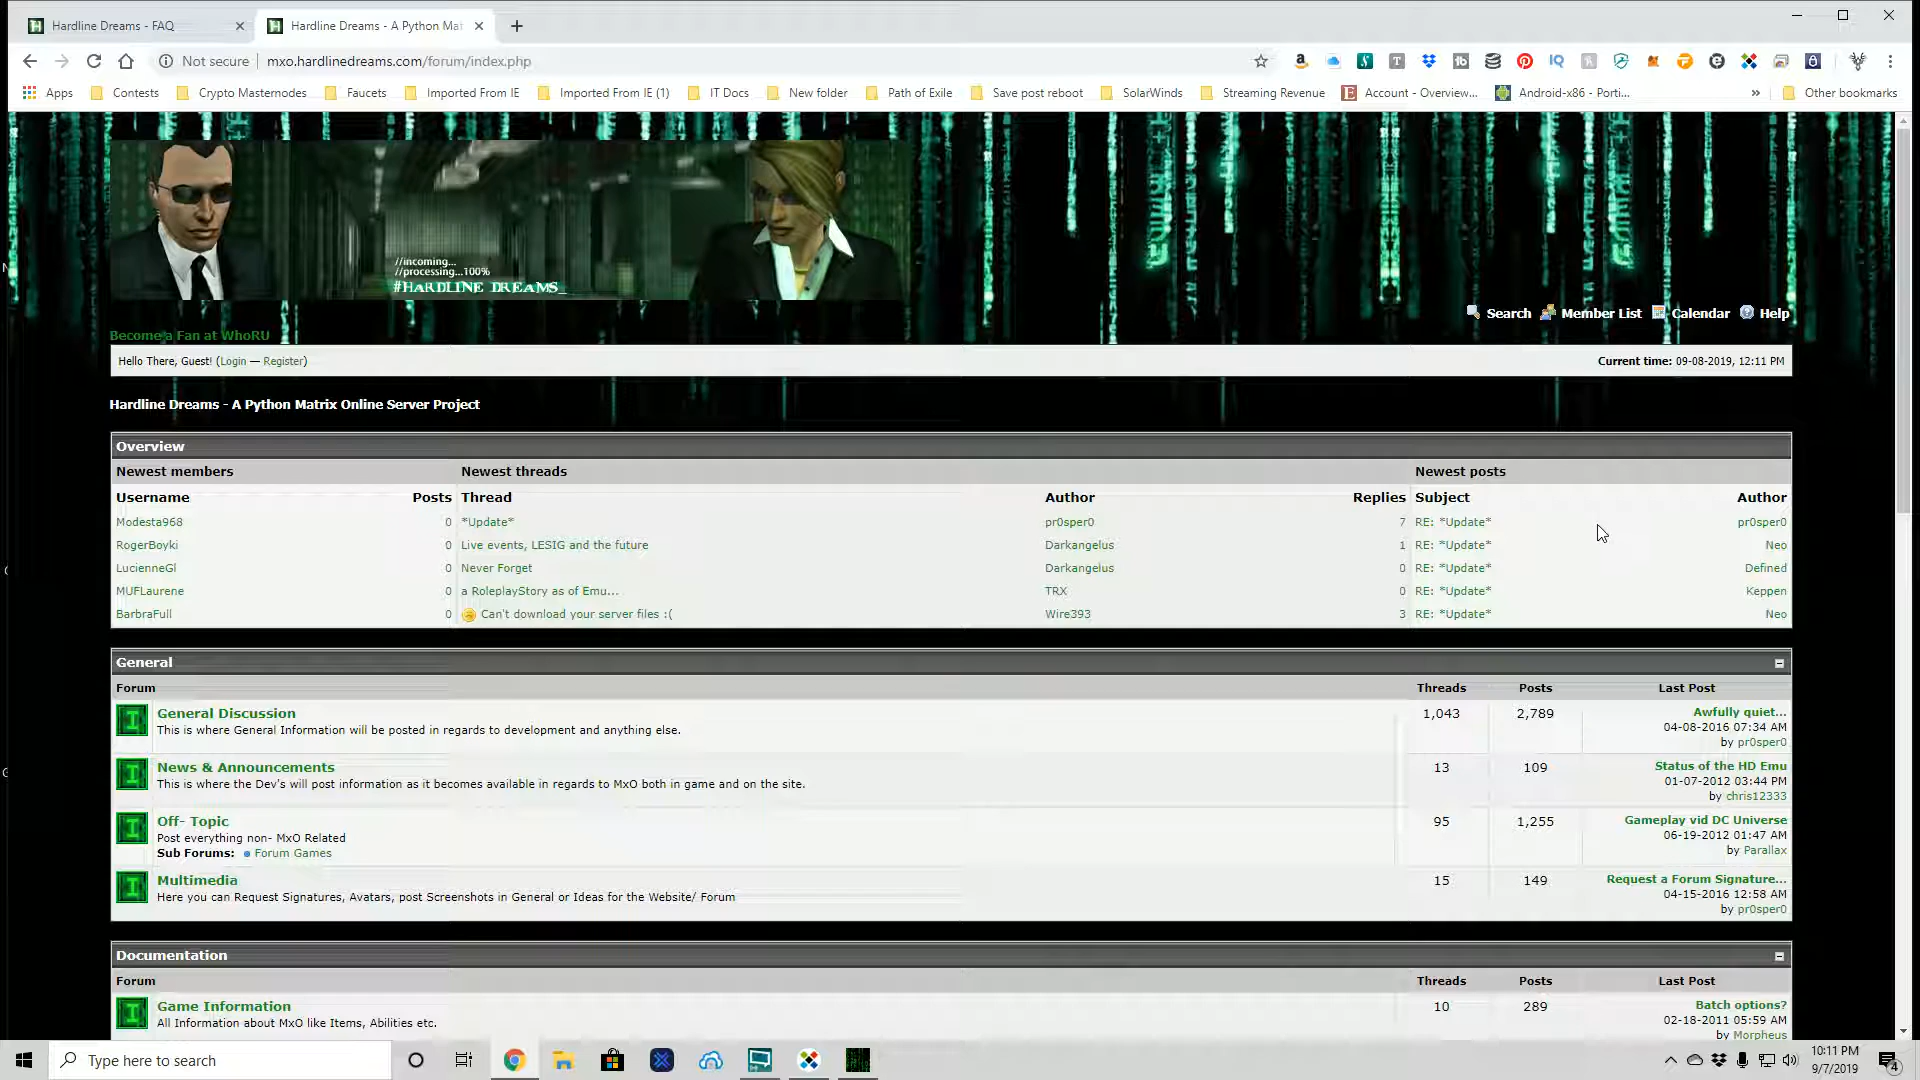 Hardline Dreams - FAQ
Hardline Dreams - A Python Mat
Not secure
mxo.hardlinedreams.com/forum/index.php
Apps
Contests
Crypto Masternodes
Faucets
Imported From IE
Imported From IE (1)
IT Docs
New folder
Path of Exile
Save post reboot
SolarWinds
Streaming Revenue
Account - Overview...
Android-x86 - Porti...
Other bookmarks
//incoming...
//processing...100%
#HARDLINE DREAMS_
Search
Member List
Calendar
Help
Become a Fan at WhoRU
Hello There, Guest! (Login — Register)
Current time: 09-08-2019, 12:11 PM
Hardline Dreams - A Python Matrix Online Server Project
Overview
Newest members Newest threads Newest posts
Username Posts Thread Author Replies Subject Author
Modesta968 0 *Update* pr0sper0 7 RE: *Update* pr0sper0
RogerBoyki 0 Live events, LESIG and the future Darkangelus 1 RE: *Update* Neo
LucienneGl 0 Never Forget Darkangelus 0 RE: *Update* Defined
MUFLaurene 0 a RoleplayStory as of Emu... TRX 0 RE: *Update* Keppen
BarbraFull 0 Can't download your server files :( Wire393 3 RE: *Update* Neo
General
Forum Threads Posts Last Post
General Discussion
This is where General Information will be posted in regards to development and anything else.
1,043 2,789
Awfully quiet...
04-08-2016 07:34 AM
by pr0sper0
News & Announcements
This is where the Dev's will post information as it becomes available in regards to MxO both in game and on the site.
13 109
Status of the HD Emu
01-07-2012 03:44 PM
by chris12333
Off- Topic
Post everything non- MxO Related
Sub Forums: Forum Games
95 1,255
Gameplay vid DC Universe
06-19-2012 01:47 AM
by Parallax
Multimedia
Here you can Request Signatures, Avatars, post Screenshots in General or Ideas for the Website/ Forum
15 149
Request a Forum Signature...
04-15-2016 12:58 AM
by pr0sper0
Documentation
Forum Threads Posts Last Post
Game Information
All Information about MxO like Items, Abilities etc.
10 289
Batch options?
02-18-2011 05:59 AM
by Morpheus
Type here to search
10:11 PM
9/7/2019
4